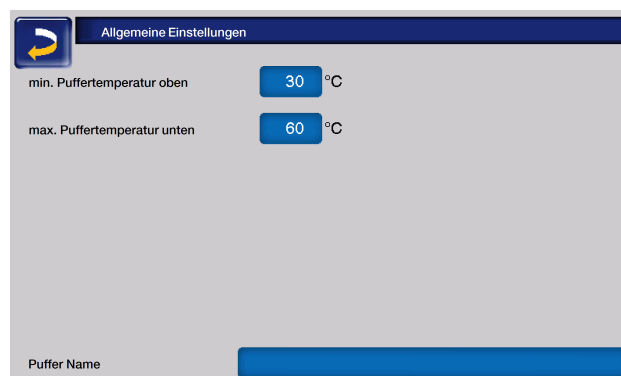 Allgemeine Einstellungen
min. Puffertemperatur oben 30 °C
max. Puffertemperatur unten 60 °C
Puffer Name